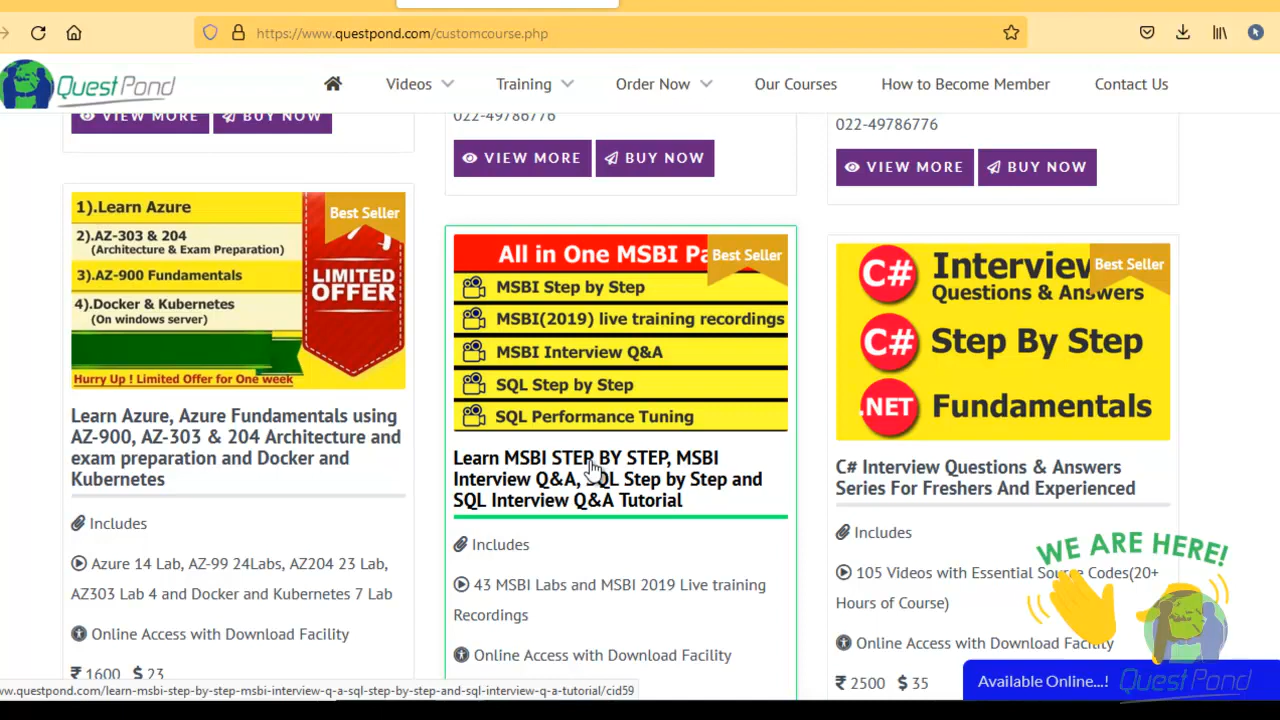 https://www.questpond.com/customcourse.php
QuestPond
Videos
Training
Order Now
Our Courses
How to Become Member
Contact Us
VIEW MORE
BUY NOW
022-49786776
VIEW MORE
BUY NOW
022-49786776
VIEW MORE
BUY NOW
1).Learn Azure
2).AZ-303 & 204
(Architecture & Exam Preparation)
3).AZ-900 Fundamentals
4).Docker & Kubernetes
(On windows server)
Best Seller
LIMITED
OFFER
Hurry Up ! Limited Offer for One week
Learn Azure, Azure Fundamentals using
AZ-900, AZ-303 & 204 Architecture and
exam preparation and Docker and
Kubernetes
Includes
Azure 14 Lab, AZ-99 24Labs, AZ204 23 Lab,
AZ303 Lab 4 and Docker and Kubernetes 7 Lab
Online Access with Download Facility
₹ 1600 $ 23
All in One MSBI Pa
Best Seller
MSBI Step by Step
MSBI(2019) live training recordings
MSBI Interview Q&A
SQL Step by Step
SQL Performance Tuning
Learn MSBI STEP BY STEP, MSBI
Interview Q&A, SQL Step by Step and
SQL Interview Q&A Tutorial
Includes
43 MSBI Labs and MSBI 2019 Live training
Recordings
Online Access with Download Facility
C# Interview
Questions & Answers
Best Seller
C# Step By Step
.NET Fundamentals
C# Interview Questions & Answers
Series For Freshers And Experienced
Includes
105 Videos with Essential Source Codes(20+
Hours of Course)
Online Access with Download Facility
₹ 2500 $ 35
WE ARE HERE!
Available Online...!
QuestPond
ww.questpond.com/learn-msbi-step-by-step-msbi-interview-q-a-sql-step-by-step-and-sql-interview-q-a-tutorial/cid59